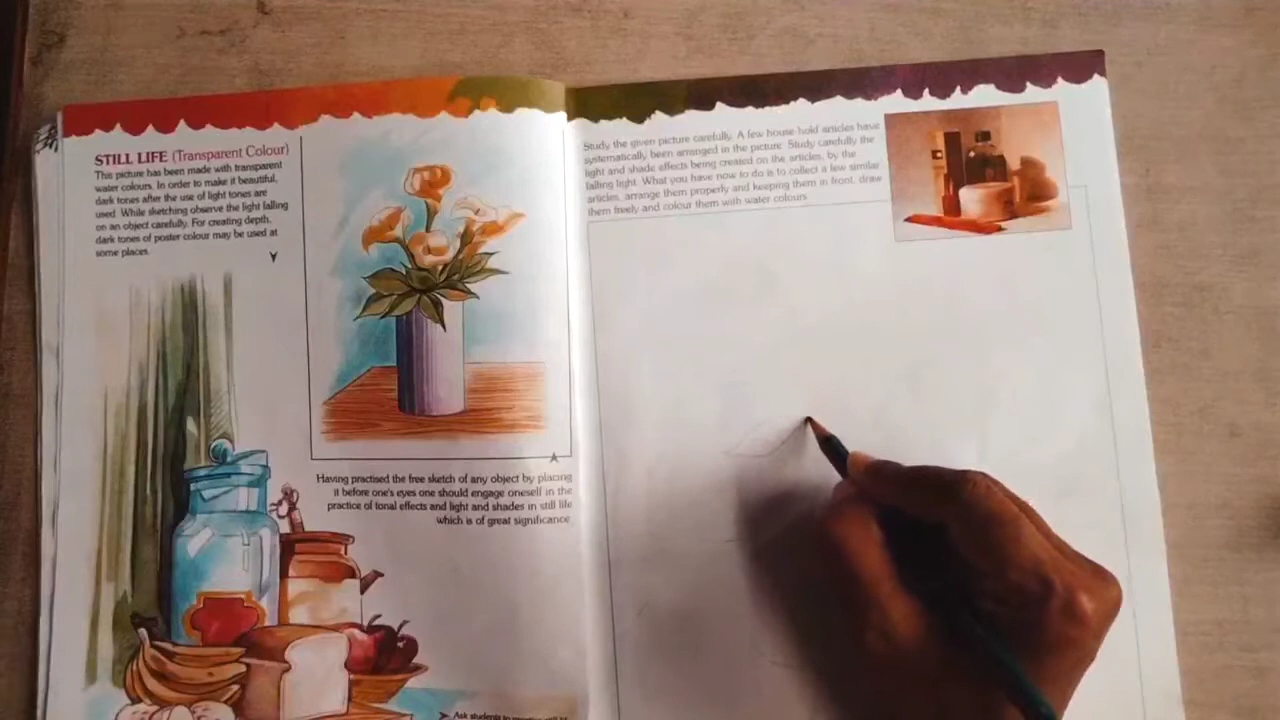 STILL LIFE (Transparent Colour)
This picture has been made with transparent
water colours. In order to make it beautiful,
dark tones after the use of light tones are
used. While sketching observe the light falling
on an object carefully. For creating depth,
dark tones of poster colour may be used at
some places.
Having practised the free sketch of any object by placing
it before one's eyes one should engage oneself in the
practice of tonal effects and light and shades in still life
which is of great significance.
Ask students to
Study the given picture carefully. A few house hold articles have
systematically been arranged in the picture. Study carefully the
light and shade effects being created on the articles, by the
falling light. What you have now to do is to collect a few similar
articles, arrange them properly and keeping them in front, draw
them freely and colour them with water colours.